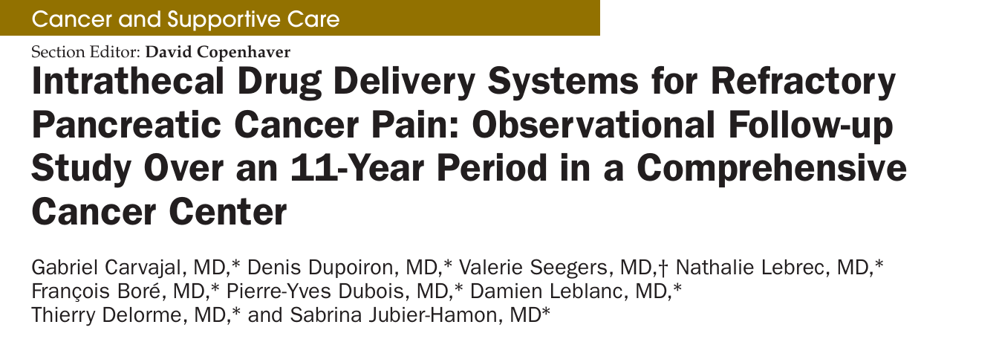 Cancer and Supportive Care
Section Editor: David Copenhaver
Intrathecal Drug Delivery Systems for Refractory
Pancreatic Cancer Pain: Observational Follow-up
Study Over an 11-Year Period in a Comprehensive
Cancer Center
Gabriel Carvajal, MD,* Denis Dupoiron, MD,* Valerie Seegers, MD,† Nathalie Lebrec, MD,*
François Boré, MD,* Pierre-Yves Dubois, MD,* Damien Leblanc, MD,*
Thierry Delorme, MD,* and Sabrina Jubier-Hamon, MD*